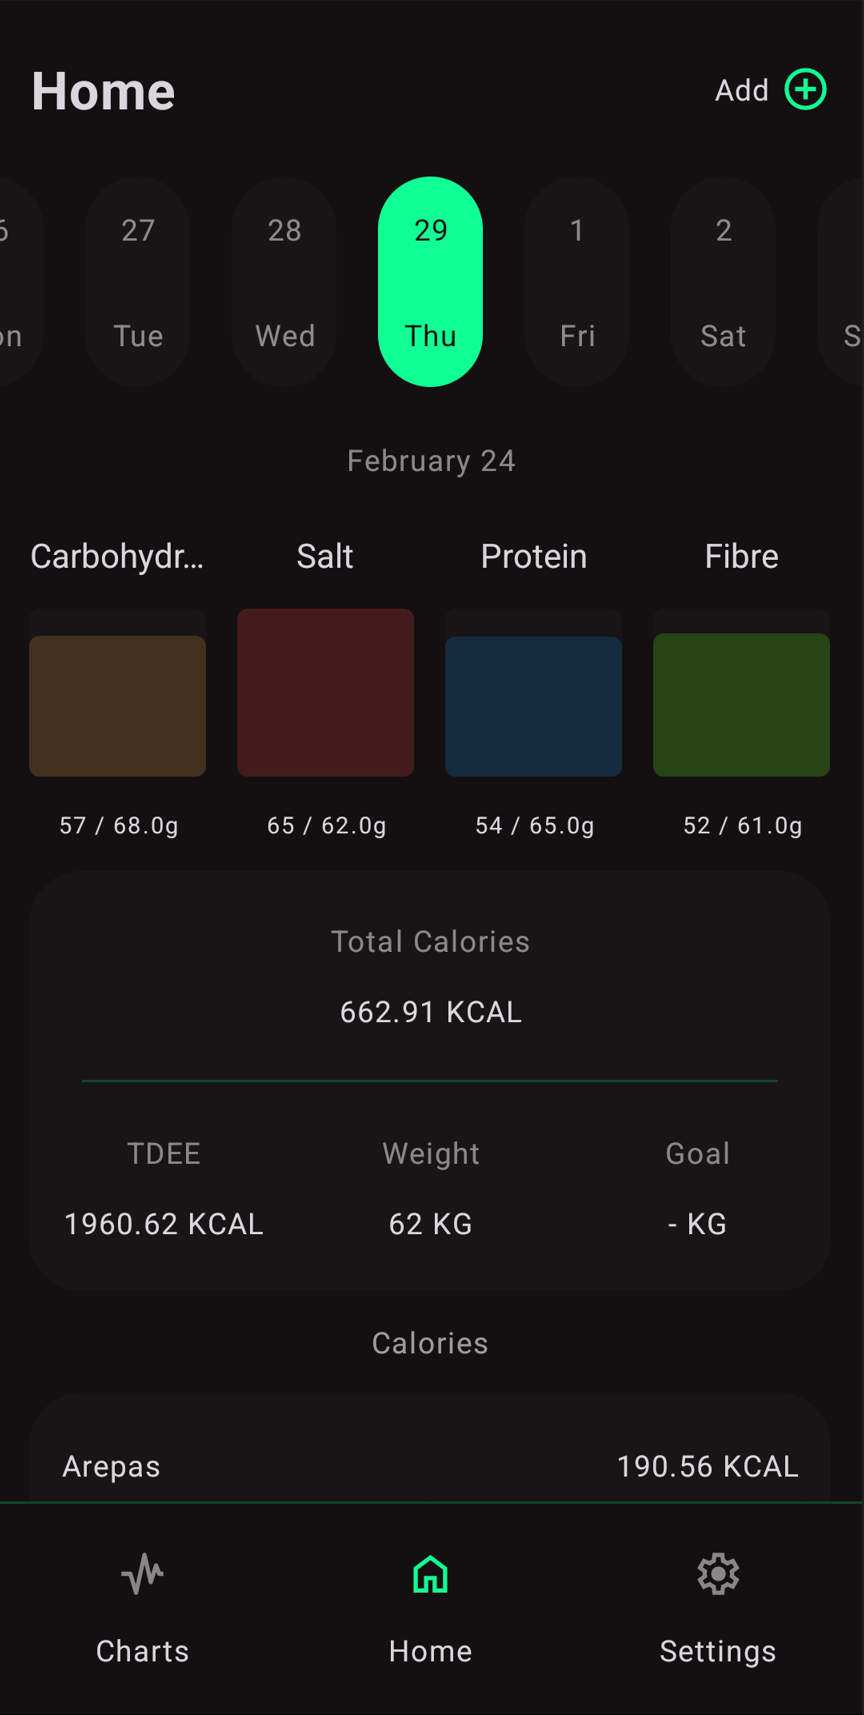 Home
Add
6 27 28 29 1 2
on Tue Wed Thu Fri Sat S
February 24
Carbohydr... Salt Protein Fibre
57 / 68.0g 65 / 62.0g 54 / 65.0g 52 / 61.0g
Total Calories
662.91 KCAL
TDEE Weight Goal
1960.62 KCAL 62 KG - KG
Calories
Arepas 190.56 KCAL
Charts Home Settings